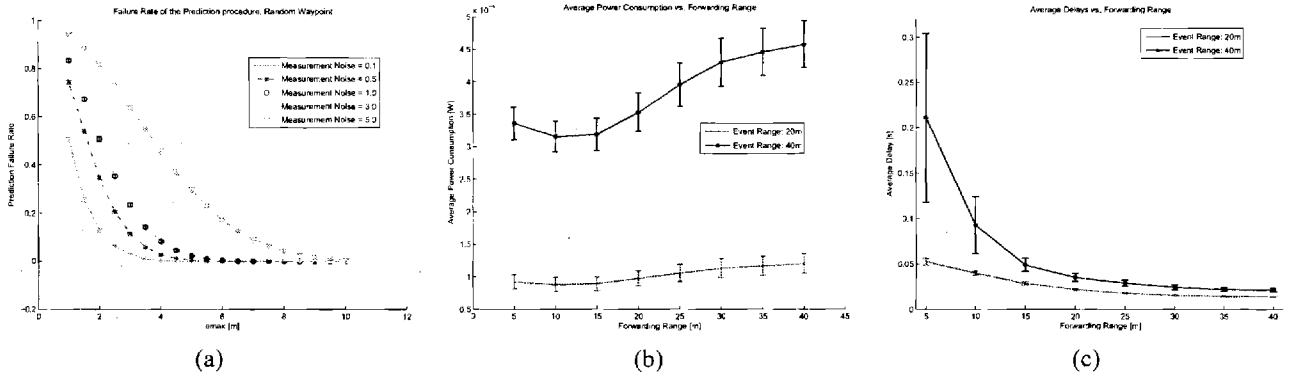 Failure Rate of the Prediction procedure, Random Waypoint
1
0.8
0.6
0.4
0.2
0
-0.2
0
2
4
6
8
10
12
Prediction Failure Rate
emax [m]
Measurement Noise = 0.1
Measurement Noise = 0.5
Measurement Noise = 1.0
Measurement Noise = 3.0
Measurement Noise = 5.0
(a)
Average Power Consumption vs. Forwarding Range
5
4.5
4
3.5
3
2.5
2
1.5
1
0.5
0
5
10
15
20
25
30
35
40
45
Average Power Consumption [W]
Forwarding Range [m]
Event Range: 20m
Event Range: 40m
(b)
Average Delays vs. Forwarding Range
0.3
0.25
0.2
0.15
0.1
0.05
0
5
10
15
20
25
30
35
40
Average Delay [s]
Forwarding Range [m]
Event Range: 20m
Event Range: 40m
(c)